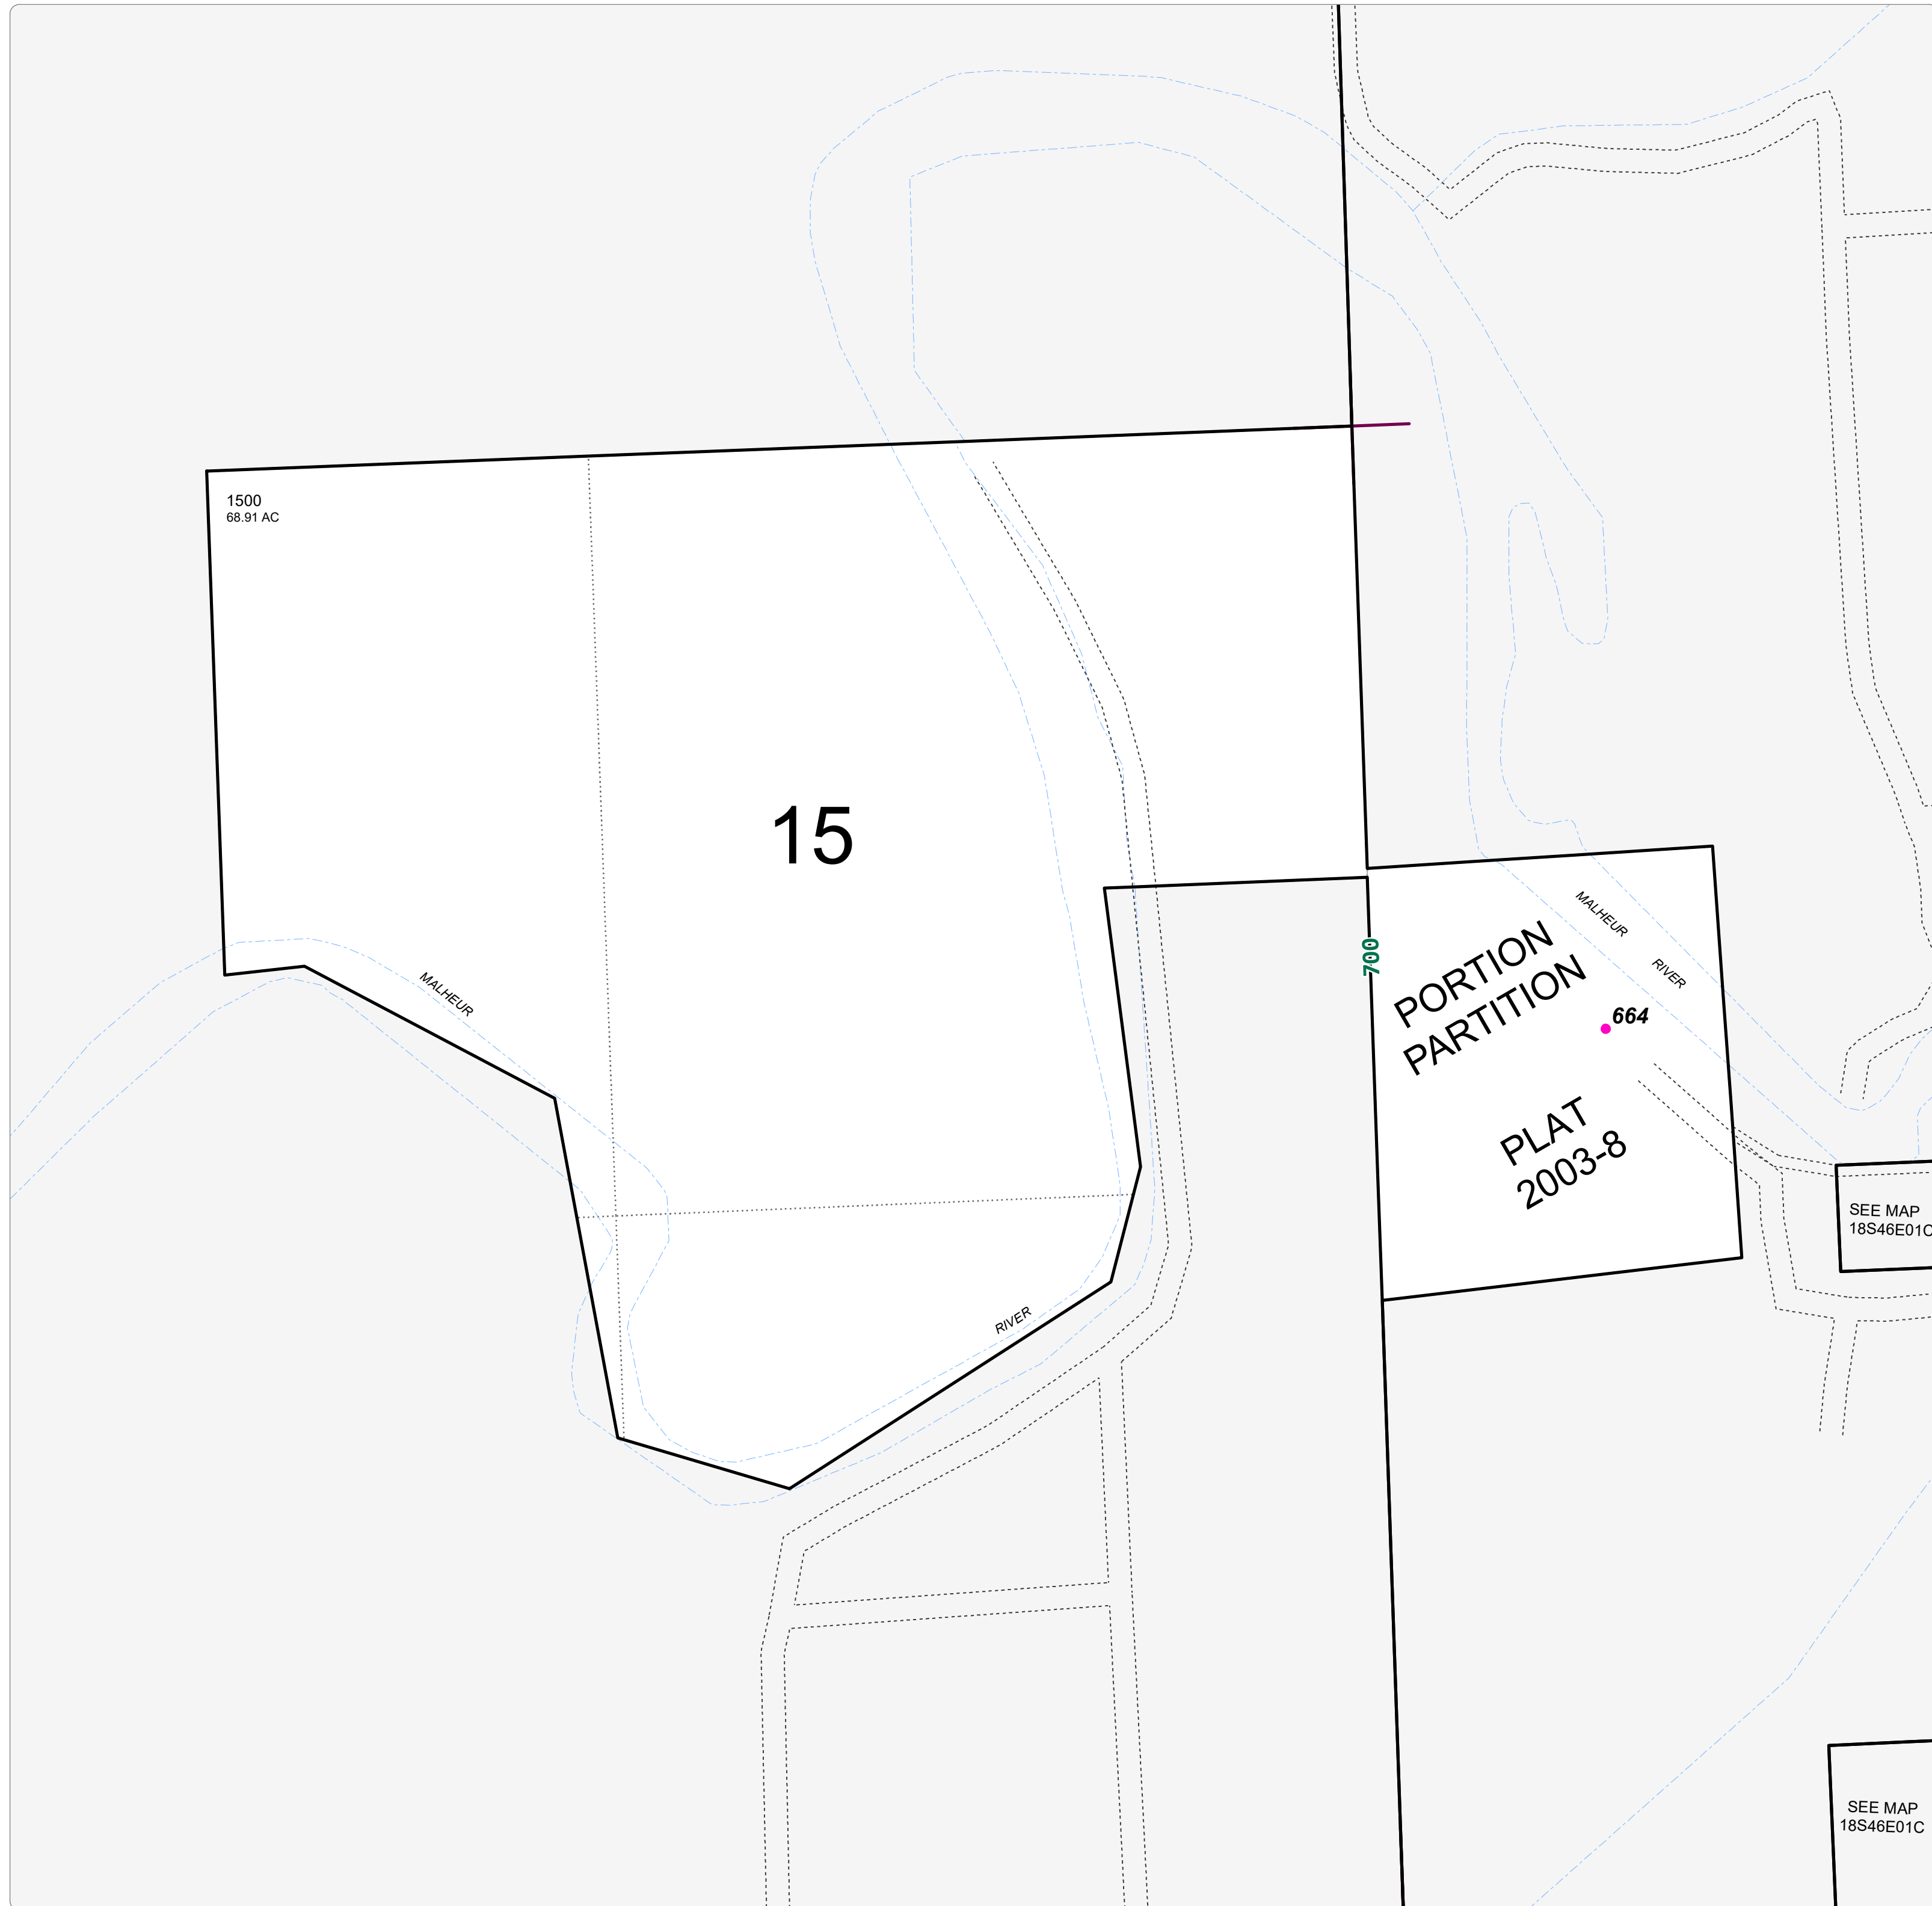 1500
68.91 AC
15
MALHEUR
RIVER
700
PORTION
PARTITION
PLAT
2003-8
MALHEUR
RIVER
664
SEE MAP
18S46E01C
SEE MAP
18S46E01C